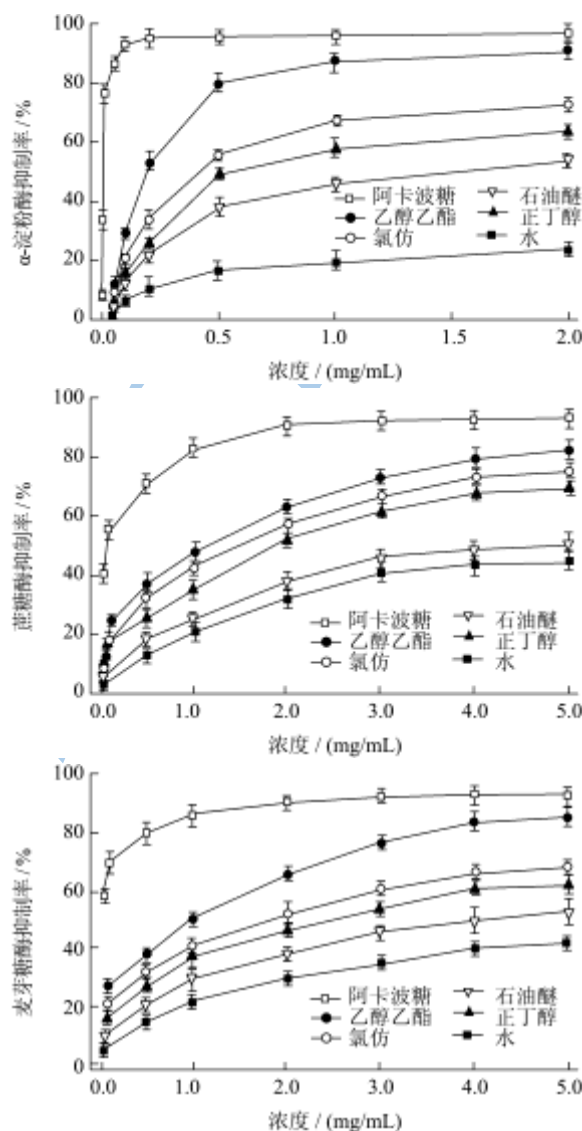 100
80
60
40
20
0
α-淀粉酶抑制率 / %
阿卡波糖 石油醚
乙醇乙酯 正丁醇
氯仿 水
0.0 0.5 1.0 1.5 2.0
浓度 / (mg/mL)
100
80
60
40
20
0
蔗糖酶抑制率 / %
阿卡波糖 石油醚
乙醇乙酯 正丁醇
氯仿 水
0.0 1.0 2.0 3.0 4.0 5.0
浓度 / (mg/mL)
100
80
60
40
20
0
麦芽糖酶抑制率 / %
阿卡波糖 石油醚
乙醇乙酯 正丁醇
氯仿 水
0.0 1.0 2.0 3.0 4.0 5.0
浓度 / (mg/mL)